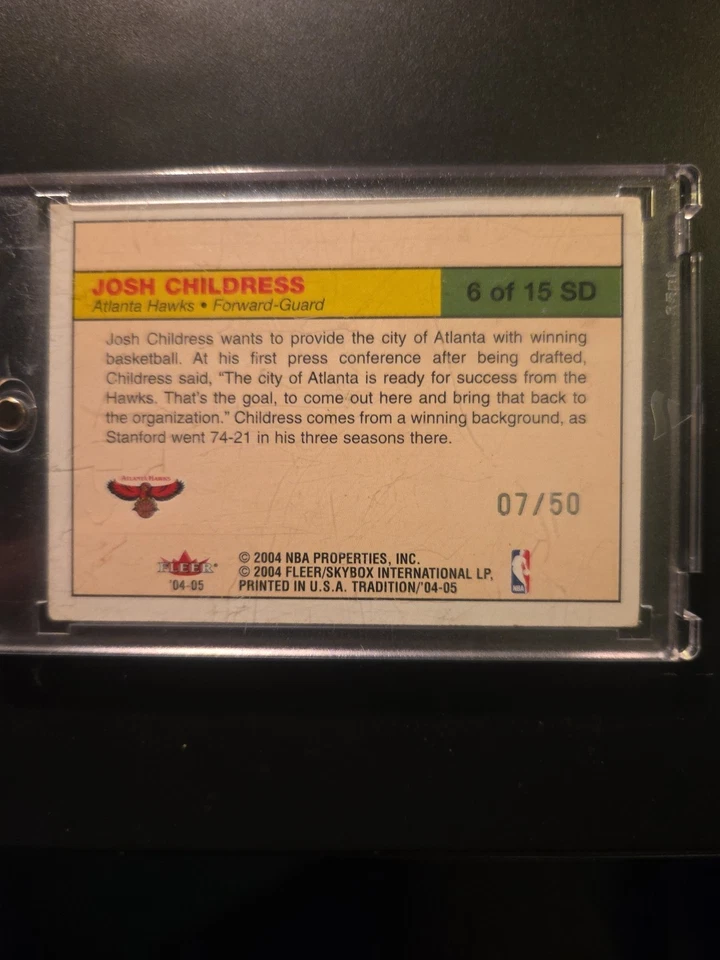 JOSH CHILDRESS
Atlanta Hawks • Forward-Guard
6 of 15 SD
Josh Childress wants to provide the city of Atlanta with winning
basketball. At his first press conference after being drafted,
Childress said, "The city of Atlanta is ready for success from the
Hawks. That's the goal, to come out here and bring that back to
the organization." Childress comes from a winning background, as
Stanford went 74-21 in his three seasons there.
ATLANTA HAWKS
07/50
FLEER
'04-05
© 2004 NBA PROPERTIES, INC.
© 2004 FLEER/SKYBOX INTERNATIONAL LP,
PRINTED IN U.S.A. TRADITION/'04-05
NBA